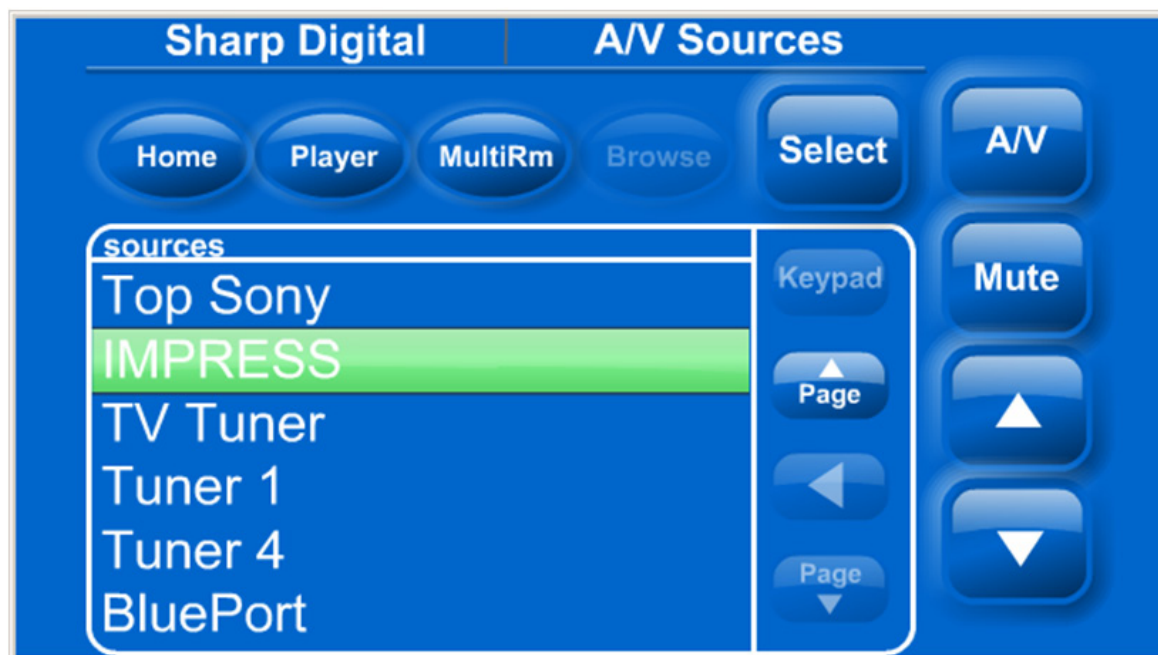 Sharp Digital A/V Sources
Home Player MultiRm Browse Select A/V
sources
Top Sony
IMPRESS
TV Tuner
Tuner 1
Tuner 4
BluePort
Keypad
Page
Page
Mute